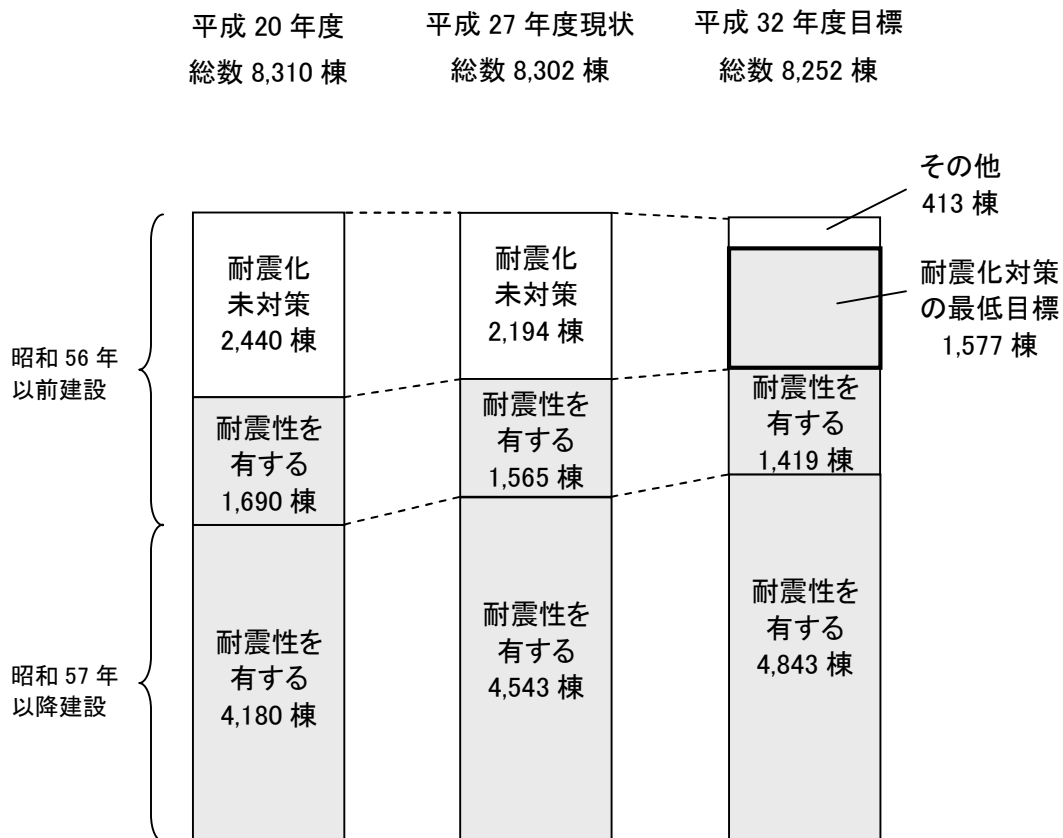 平成 20 年度
総数 8,310 棟
平成 27 年度現状
総数 8,302 棟
平成 32 年度目標
総数 8,252 棟
その他
413 棟
耐震化対策
の最低目標
1,577 棟
昭和 56 年
以前建設
昭和 57 年
以降建設
耐震化
未対策
2,440 棟
耐震性を
有する
1,690 棟
耐震性を
有する
4,180 棟
耐震化
未対策
2,194 棟
耐震性を
有する
1,565 棟
耐震性を
有する
4,543 棟
耐震性を
有する
1,419 棟
耐震性を
有する
4,843 棟